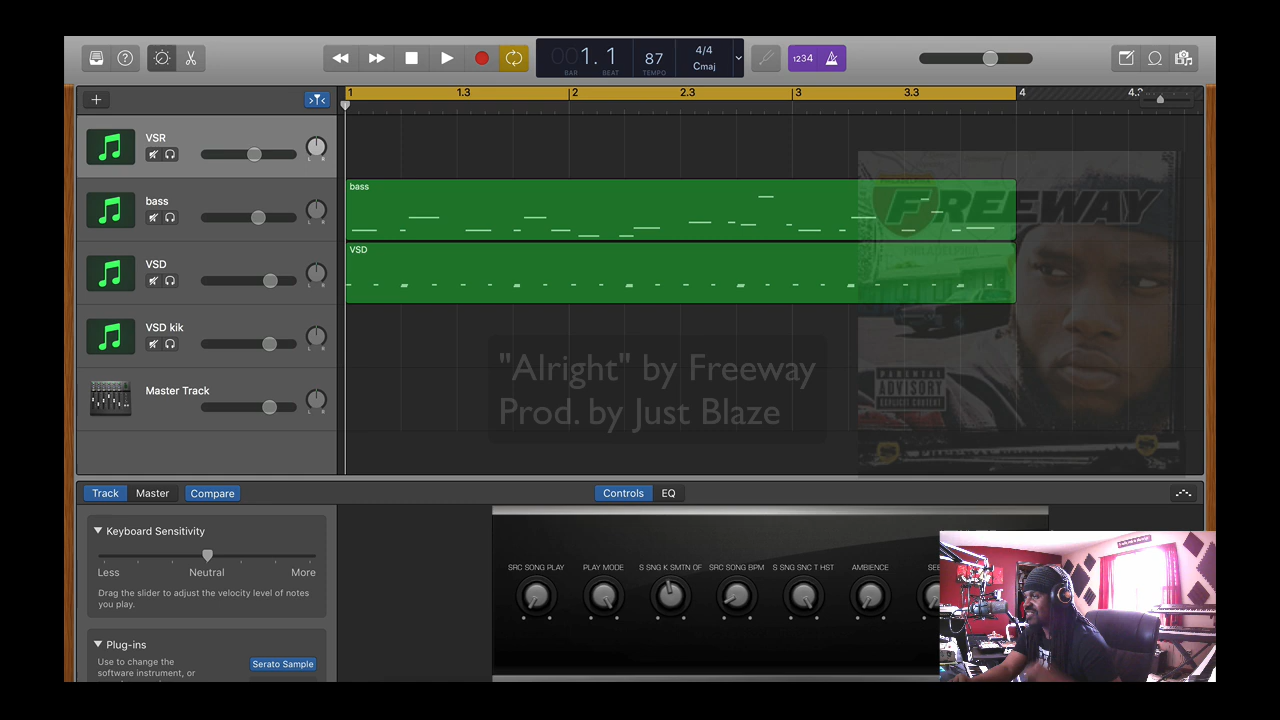 001. 1
BAR BEAT
87
TEMPO
4/4
Cmaj
1234
1 1.3 2 2.3 3 3.3 4
VSR
L R
bass
L R
VSD
L R
VSD kik
L R
Master Track
L R
bass
VSD
PHILADELPHIA
FREEWAY
PHILADELPHIA
"Alright" by Freeway
Prod. by Just Blaze
PARENTAL
ADVISORY
EXPLICIT CONTENT
Track Master Compare
Controls EQ
Keyboard Sensitivity
Less Neutral More
Drag the slider to adjust the velocity level of notes
you play.
Plug-ins
Use to change the
software instrument, or
Serato Sample
SRC SONG PLAY PLAY MODE S SNG K SMTN OF SRC SONG BPM S SNG SNC T HST AMBIENCE